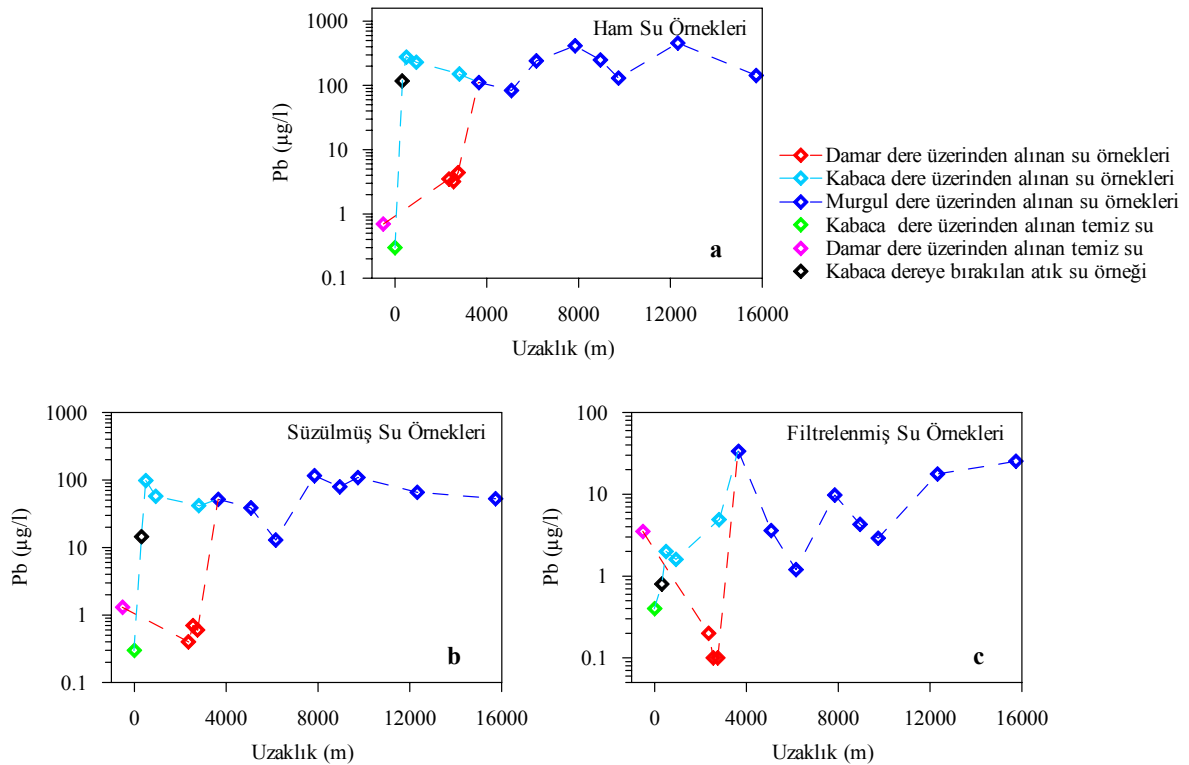 Ham Su Örnekleri
1000
100
10
1
0.1
Pb (µg/l)
a
0
4000
8000
12000
16000
Uzaklık (m)
Damar dere üzerinden alınan su örnekleri
Kabaca dere üzerinden alınan su örnekleri
Murgul dere üzerinden alınan su örnekleri
Kabaca dere üzerinden alınan temiz su
Damar dere üzerinden alınan temiz su
Kabaca dereye bırakılan atık su örneği
Süzülmüş Su Örnekleri
1000
100
10
1
0.1
Pb (µg/l)
b
0
4000
8000
12000
16000
Uzaklık (m)
Filtrelenmiş Su Örnekleri
100
10
1
0.1
Pb (µg/l)
c
0
4000
8000
12000
16000
Uzaklık (m)